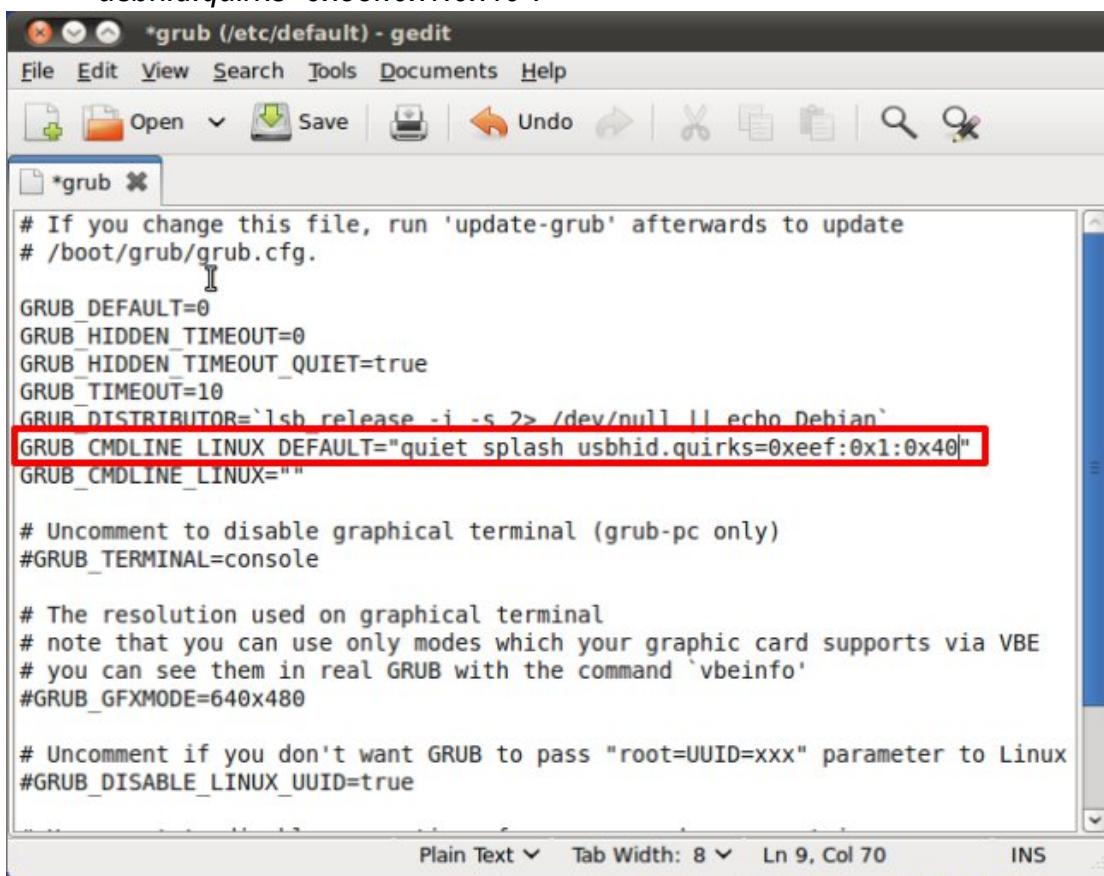 *grub (/etc/default) - gedit
File Edit View Search Tools Documents Help
Open Save Undo
*grub
# If you change this file, run 'update-grub' afterwards to update
# /boot/grub/grub.cfg.
GRUB_DEFAULT=0
GRUB_HIDDEN_TIMEOUT=0
GRUB_HIDDEN_TIMEOUT_QUIET=true
GRUB_TIMEOUT=10
GRUB_DISTRIBUTOR=`lsb_release -i -s 2> /dev/null || echo Debian`
GRUB_CMDLINE_LINUX_DEFAULT="quiet splash usbhid.quirks=0xeef:0x1:0x40"
GRUB_CMDLINE_LINUX=""
# Uncomment to disable graphical terminal (grub-pc only)
#GRUB_TERMINAL=console
# The resolution used on graphical terminal
# note that you can use only modes which your graphic card supports via VBE
# you can see them in real GRUB with the command `vbeinfo'
#GRUB_GFXMODE=640x480
# Uncomment if you don't want GRUB to pass "root=UUID=xxx" parameter to Linux
#GRUB_DISABLE_LINUX_UUID=true
Plain Text Tab Width: 8 Ln 9, Col 70 INS